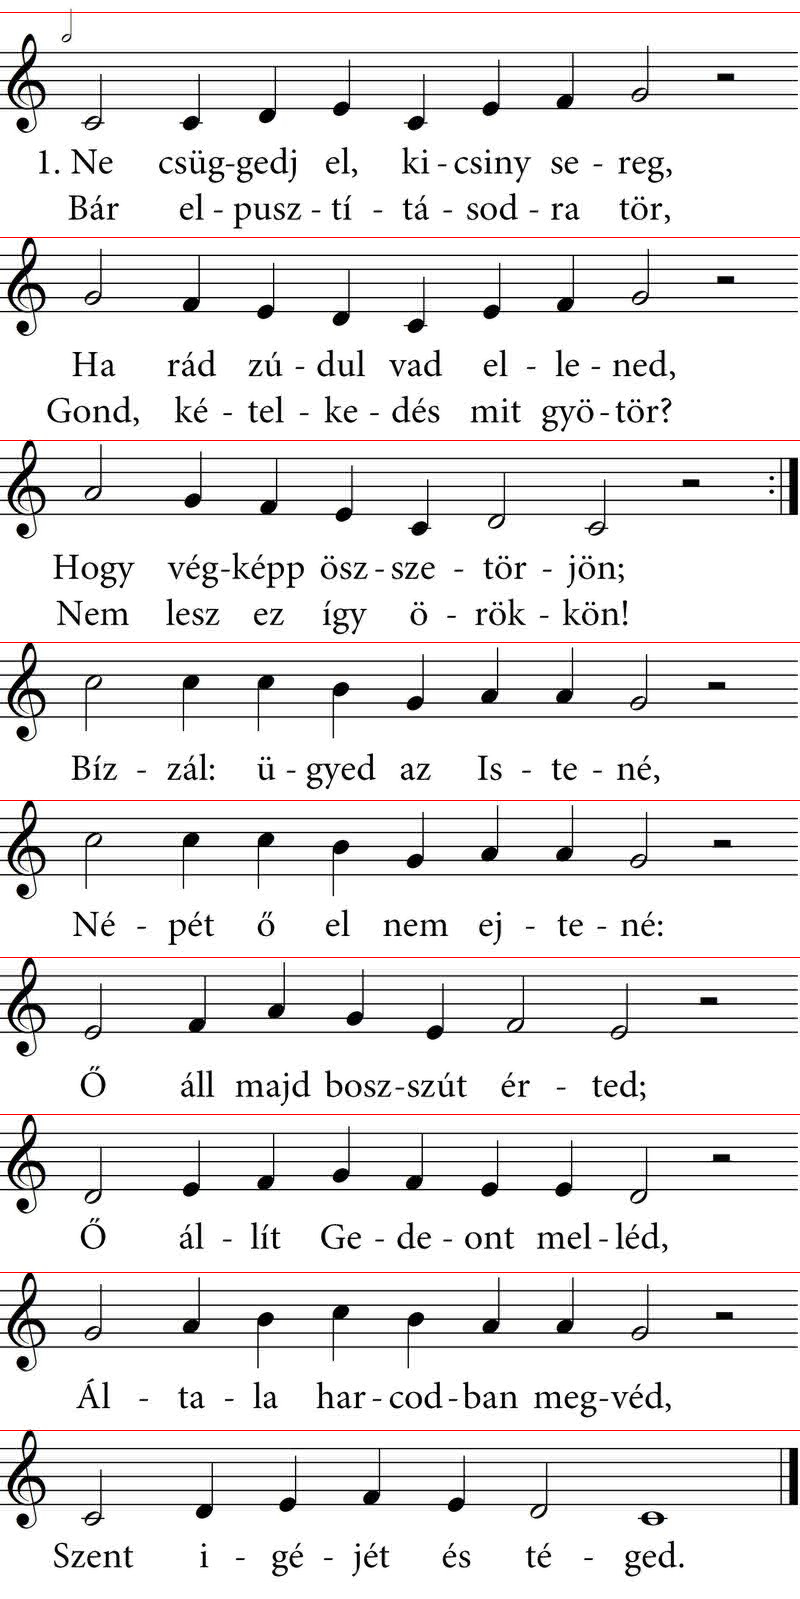 1. Ne csüg-gedj el, ki - csiny se - reg,
Bár el - pusz - tí - tá - sod - ra tör,
Ha rád zú - dul vad el - le - ned,
Gond, ké - tel - ke - dés mit gyö - tör?
Hogy vég-képp ösz - sze - tör - jön;
Nem lesz ez így ö - rök - kön!
Bíz - zál: ü - gyed az Is - te - né,
Né - pét ő el nem ej - te - né:
Ő áll majd bosz-szút ér - ted;
Ő ál - lít Ge - de - ont mel - léd,
Ál - ta - la har - cod - ban meg-véd,
Szent i - gé - jét és té - ged.